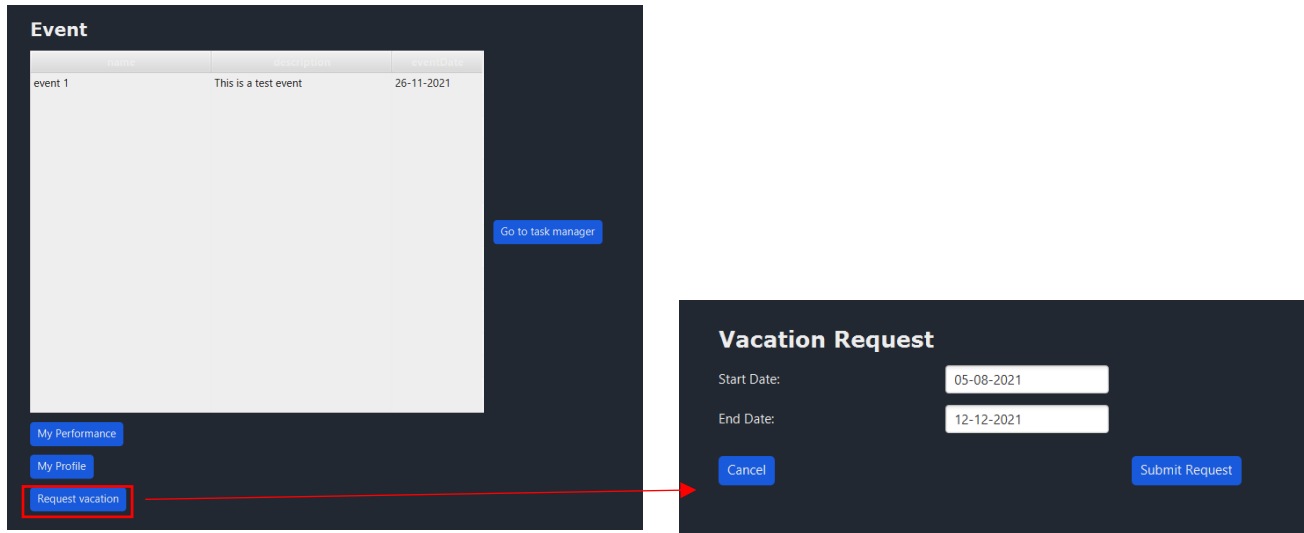 Event
name description eventDate
event 1 This is a test event 26-11-2021
Go to task manager
My Performance
My Profile
Request vacation
Vacation Request
Start Date: 05-08-2021
End Date: 12-12-2021
Cancel Submit Request